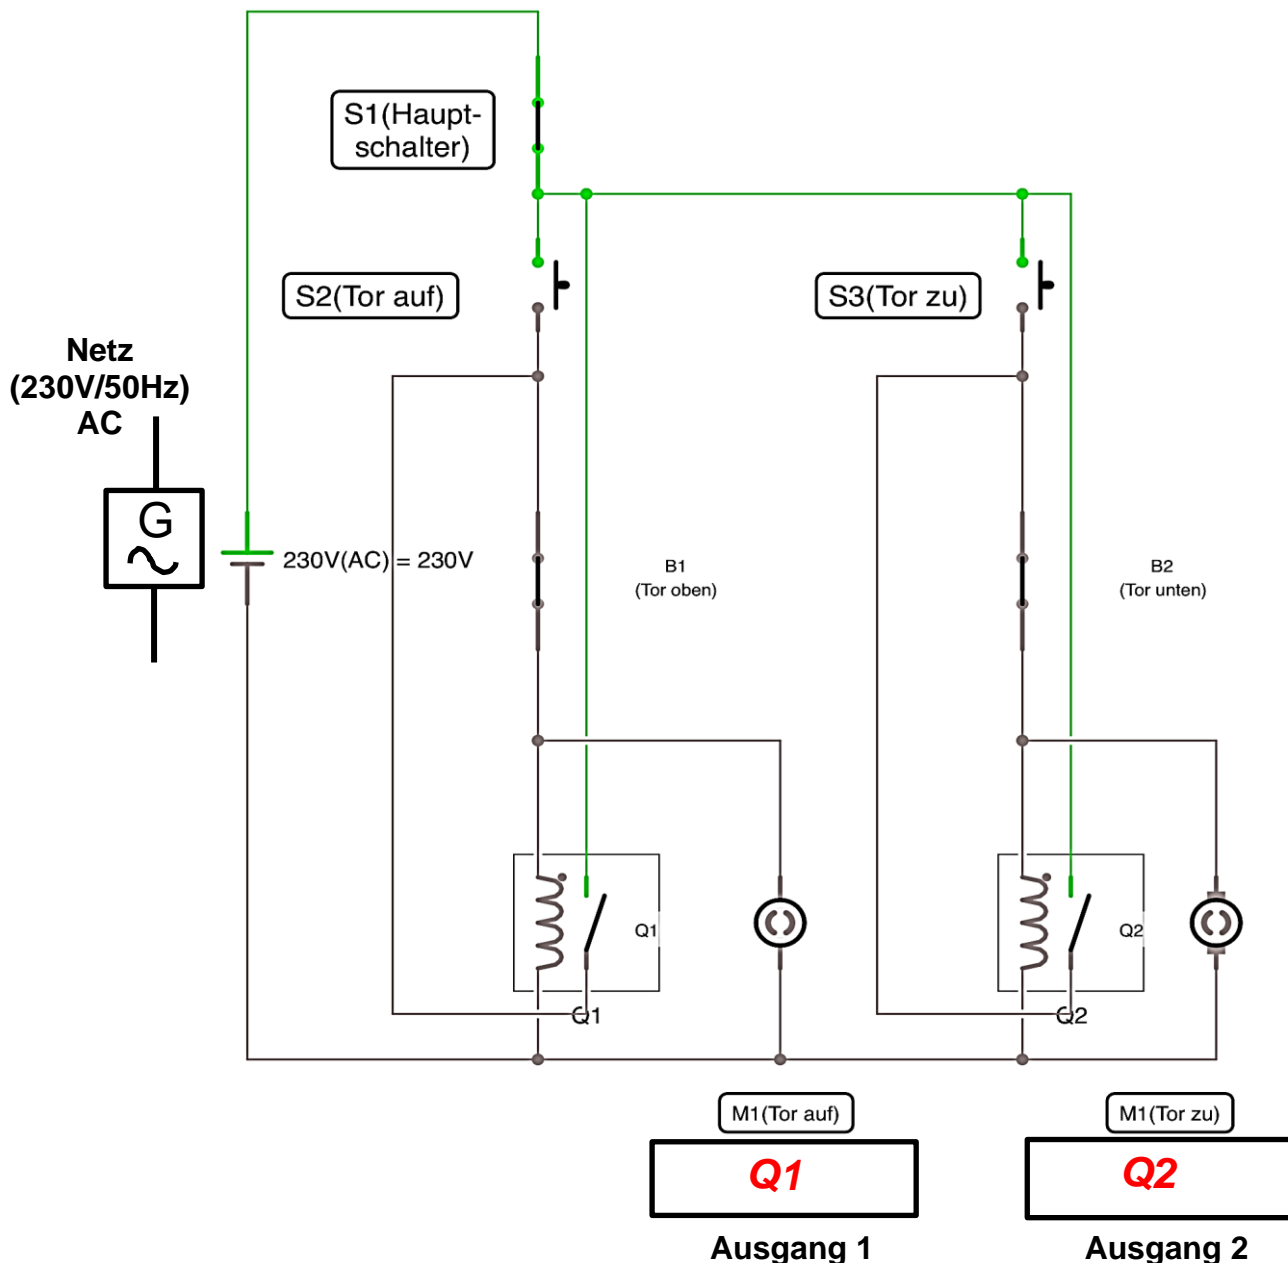 S1(Haupt-
schalter)
S2(Tor auf)
S3(Tor zu)
Netz
(230V/50Hz)
AC
G
230V(AC) = 230V
B1
(Tor oben)
B2
(Tor unten)
Q1
Q2
Q1
Q2
M1(Tor auf)
M1(Tor zu)
Q1
Q2
Ausgang 1
Ausgang 2